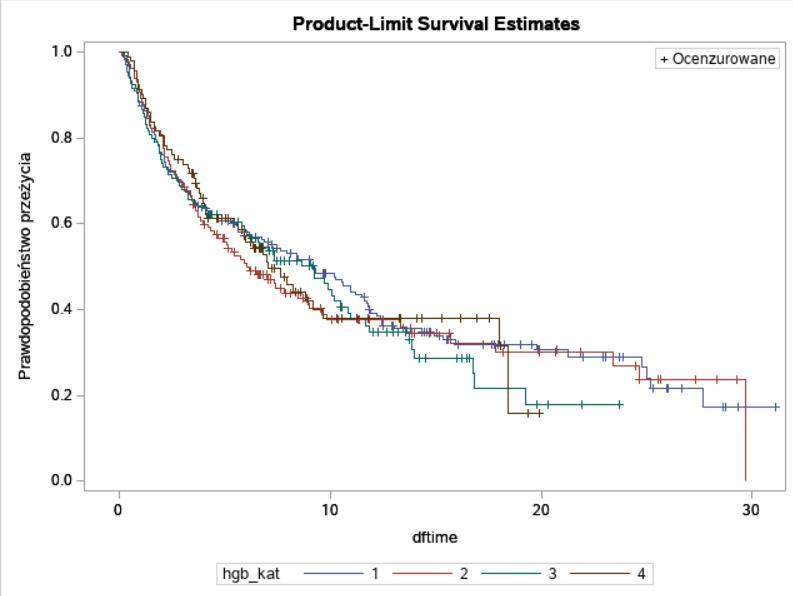 Product-Limit Survival Estimates
+ Ocenzurowane
Prawdopodobieństwo przeżycia
1.0
0.8
0.6
0.4
0.2
0.0
0 10 20 30
dftime
hgb_kat 1 2 3 4